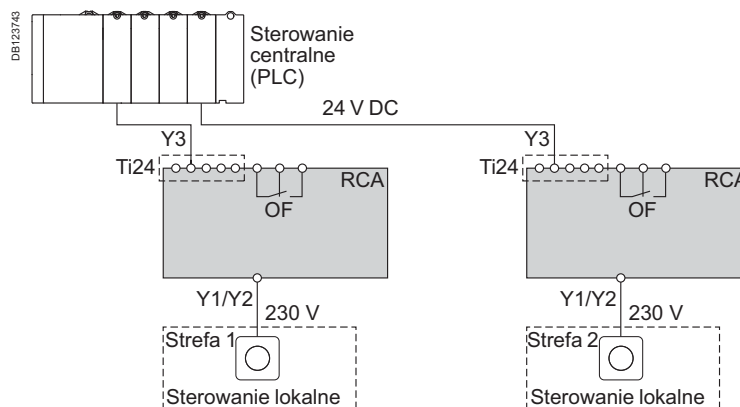 DB123743
Sterowanie
centralne
(PLC)
24 V DC
Y3
Y3
Ti24
RCA
OF
Ti24
RCA
OF
Y1/Y2
230 V
Y1/Y2
230 V
Strefa 1
Strefa 2
Sterowanie lokalne
Sterowanie lokalne